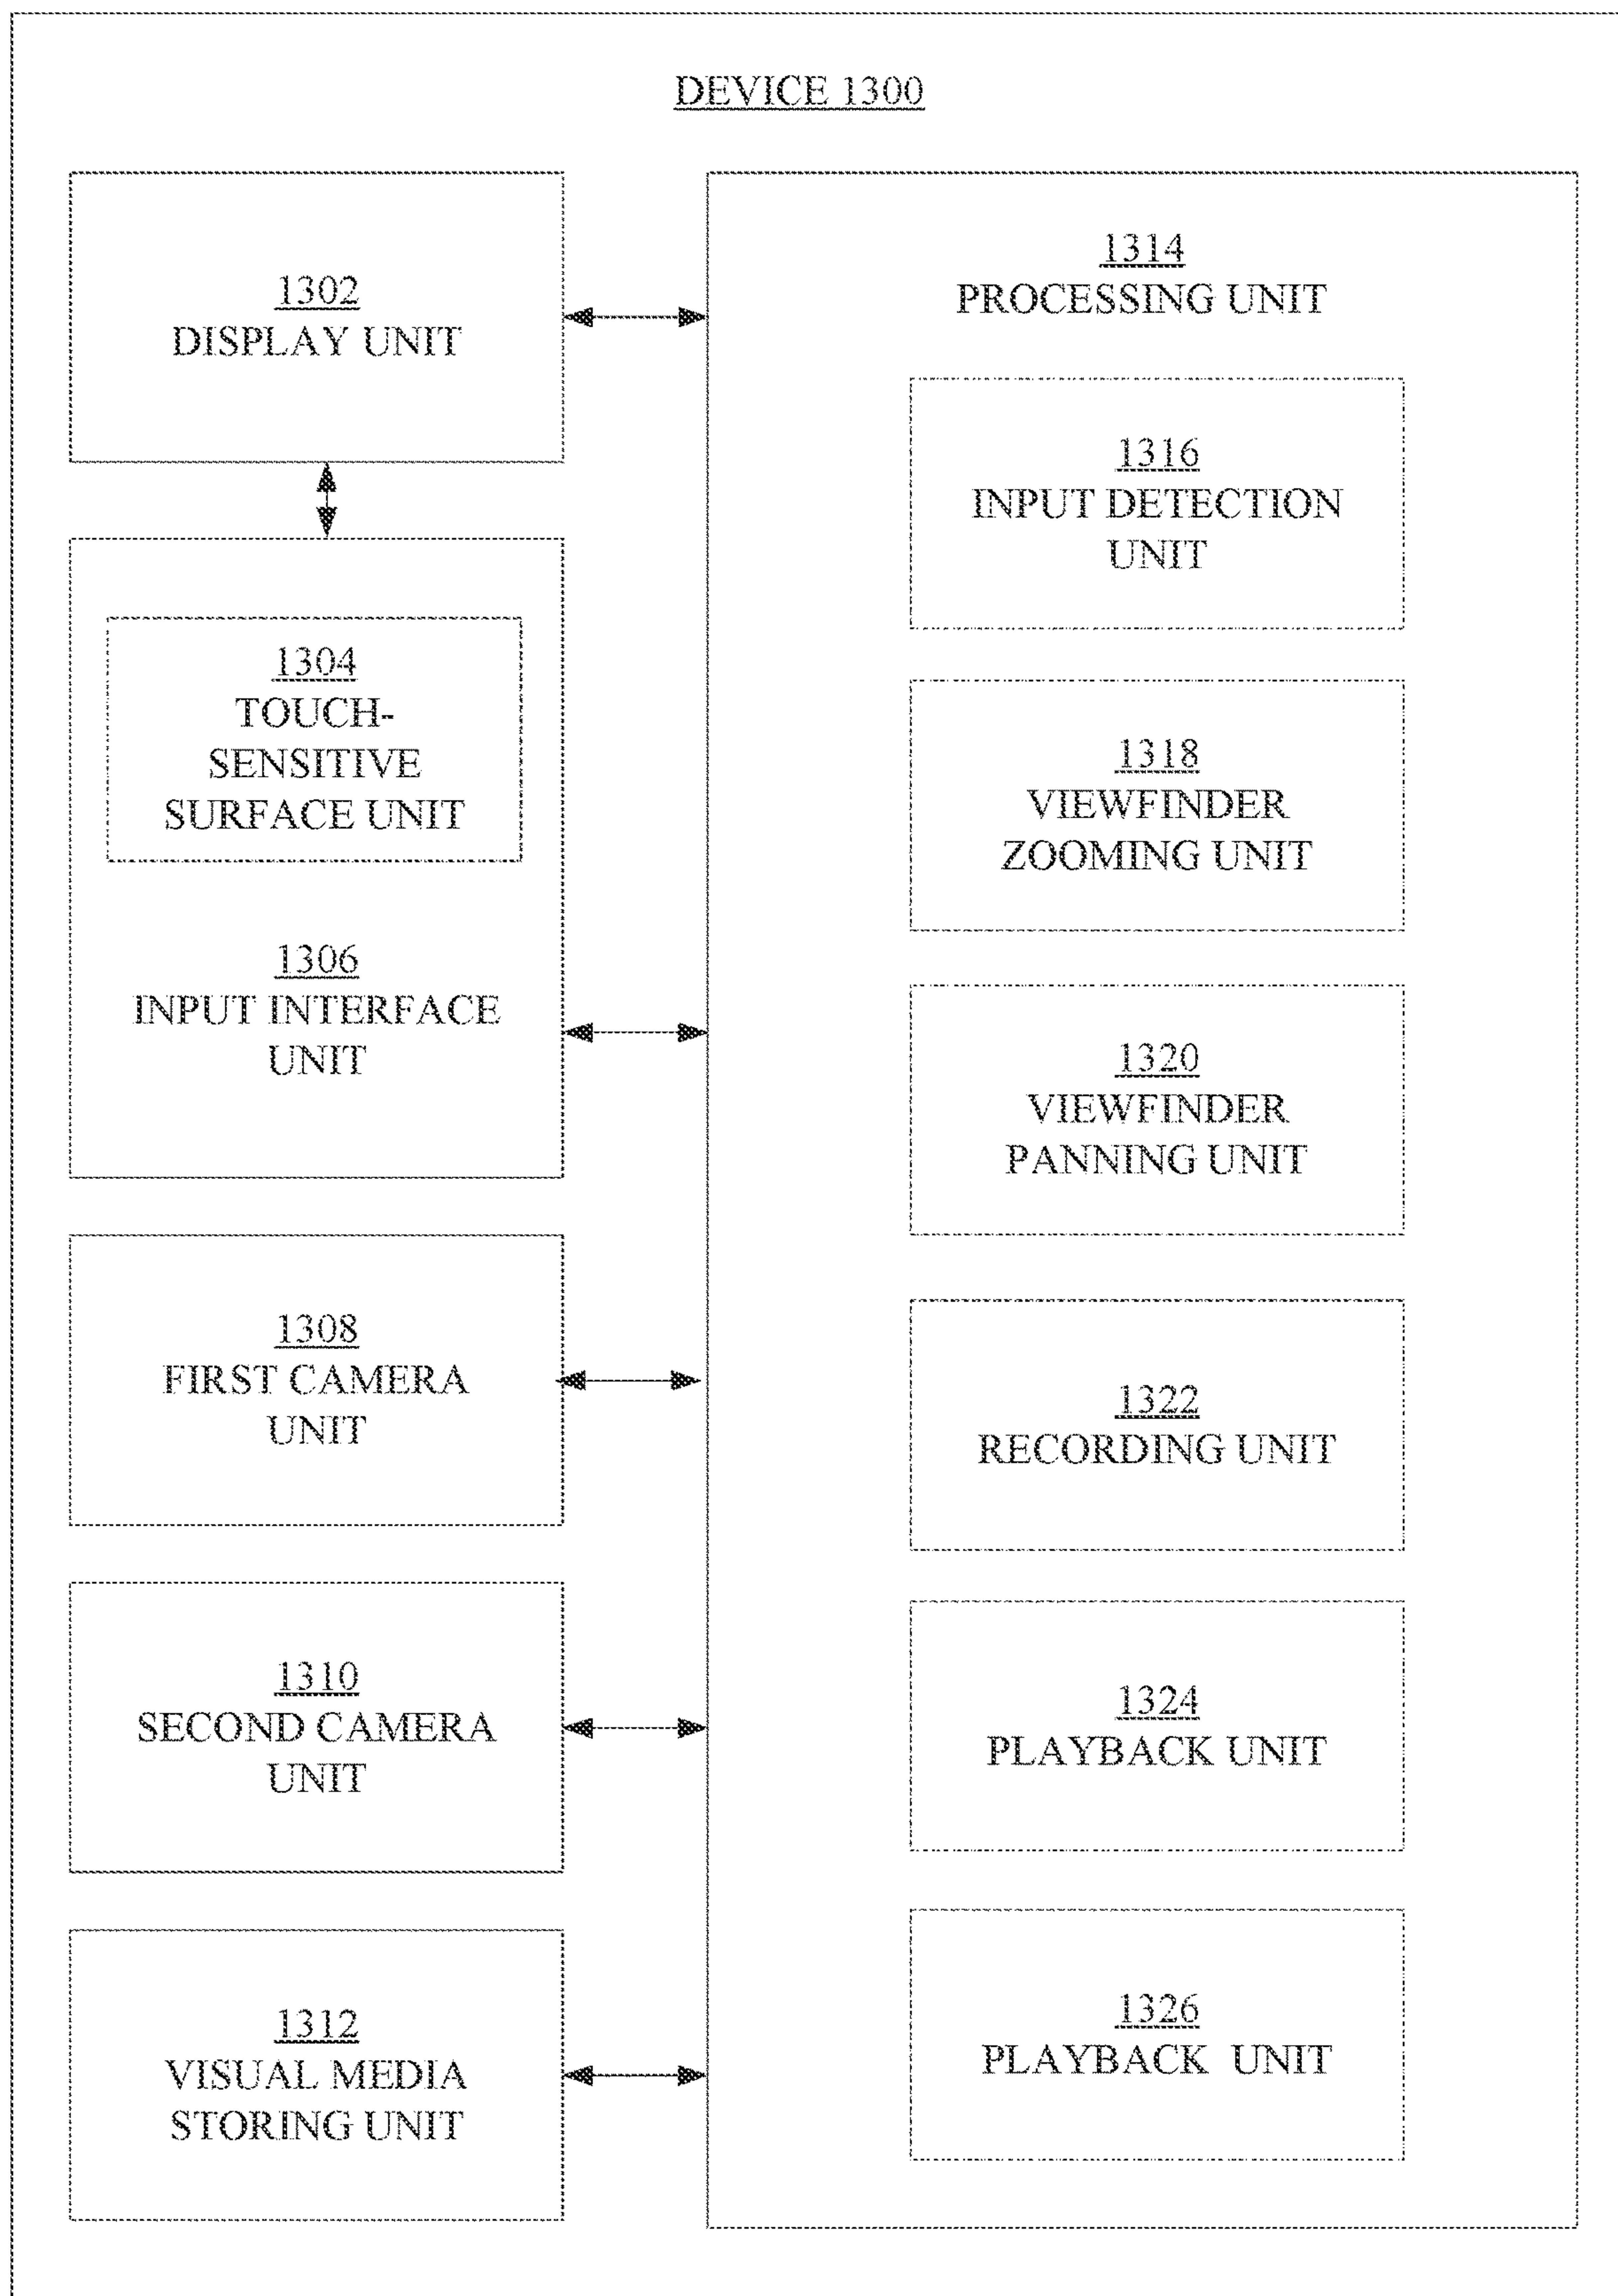 DEVICE 1300
1302
DISPLAY UNIT
1304
TOUCH-
SENSITIVE
SURFACE UNIT
1306
INPUT INTERFACE
UNIT
1308
FIRST CAMERA
UNIT
1310
SECOND CAMERA
UNIT
1312
VISUAL MEDIA
STORING UNIT
1314
PROCESSING UNIT
1316
INPUT DETECTION
UNIT
1318
VIEWFINDER
ZOOMING UNIT
1320
VIEWFINDER
PANNING UNIT
1322
RECORDING UNIT
1324
PLAYBACK UNIT
1326
PLAYBACK UNIT